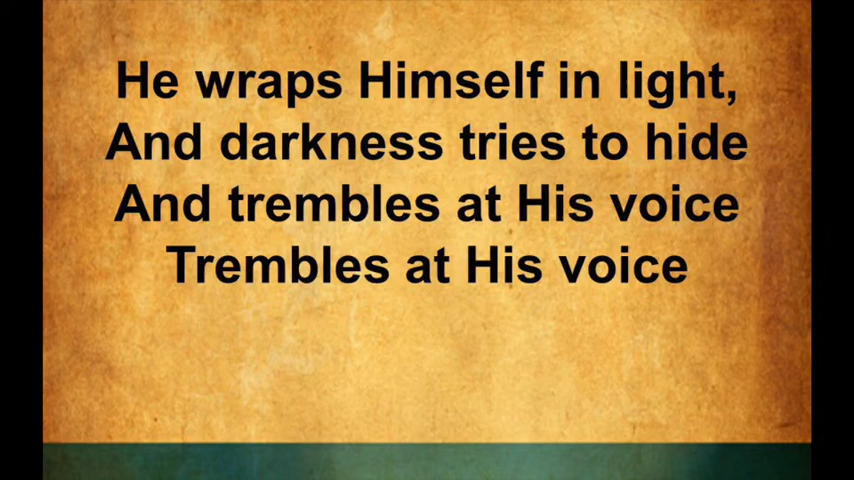 He wraps Himself in light,
And darkness tries to hide
And trembles at His voice
Trembles at His voice